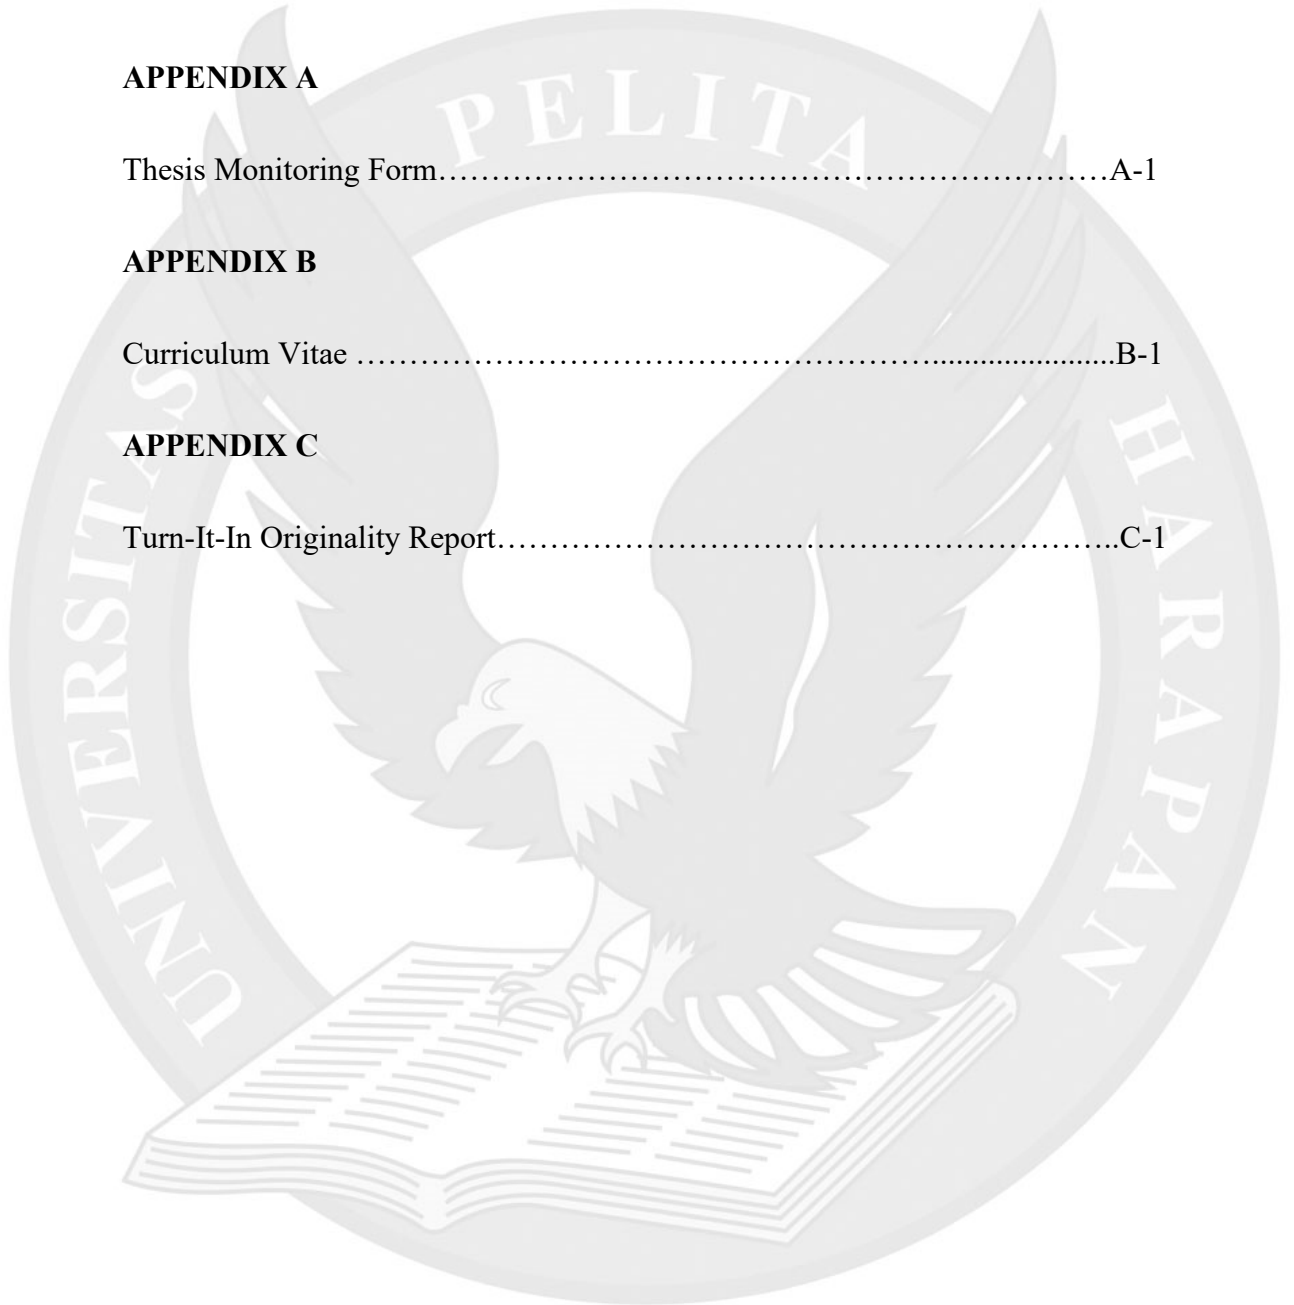 UNIVERSITAS PELITA HARAPAN
APPENDIX A
Thesis Monitoring Form………………………………………………………A-1
APPENDIX B
Curriculum Vitae ………………………………………………........................B-1
APPENDIX C
Turn-It-In Originality Report…………………………………………………..C-1